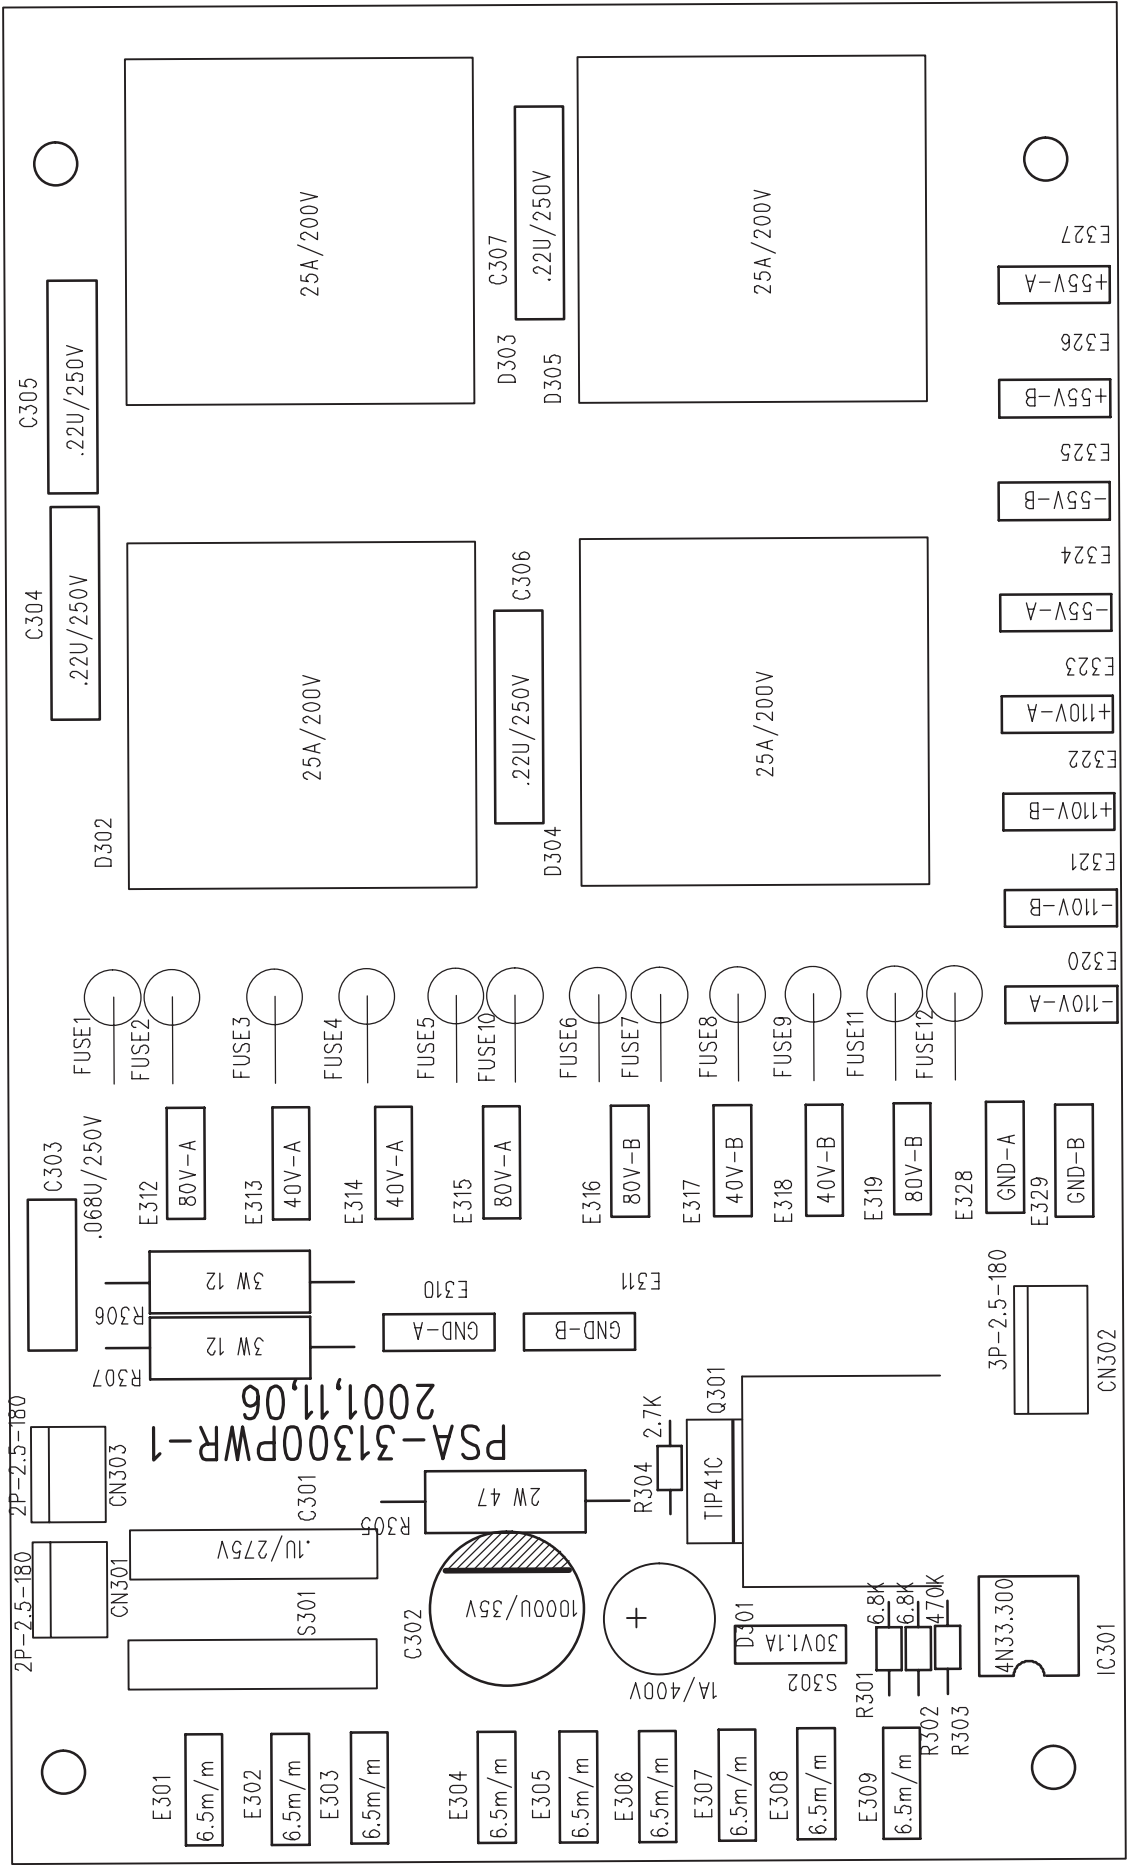 25A/200V
25A/200V
C307
.22U/250V
D303
D305
C305
.22U/250V
C304
.22U/250V
E327
+55V-A
E326
+55V-B
E325
-55V-B
E324
-55V-A
E323
+110V-A
E322
+110V-B
E321
-110V-B
E320
-110V-A
D302
25A/200V
C306
.22U/250V
D304
25A/200V
FUSE1
FUSE2
FUSE3
FUSE4
FUSE5
FUSE10
FUSE6
FUSE7
FUSE8
FUSE9
FUSE11
FUSE12
C303
.068U/250V
E312
80V-A
E313
40V-A
E314
40V-A
E315
80V-A
E316
80V-B
E317
40V-B
E318
40V-B
E319
80V-B
E328
GND-A
E329
GND-B
R306
3W 12
R307
3W 12
E310
GND-A
E311
GND-B
3P-2.5-180
CN302
PSA-31300PWR-1
2001,11,06
2P-2.5-180
CN303
2P-2.5-180
CN301
C301
.1U/275V
S301
R305
2W 47
C302
1000U/35V
R304
2.7K
Q301
TIP41C
+
1A/400V
D301
30V1.1A
S302
R301
6.8K
R302
6.8K
R303
470K
4N33.300
IC301
E301
6.5m/m
E302
6.5m/m
E303
6.5m/m
E304
6.5m/m
E305
6.5m/m
E306
6.5m/m
E307
6.5m/m
E308
6.5m/m
E309
6.5m/m